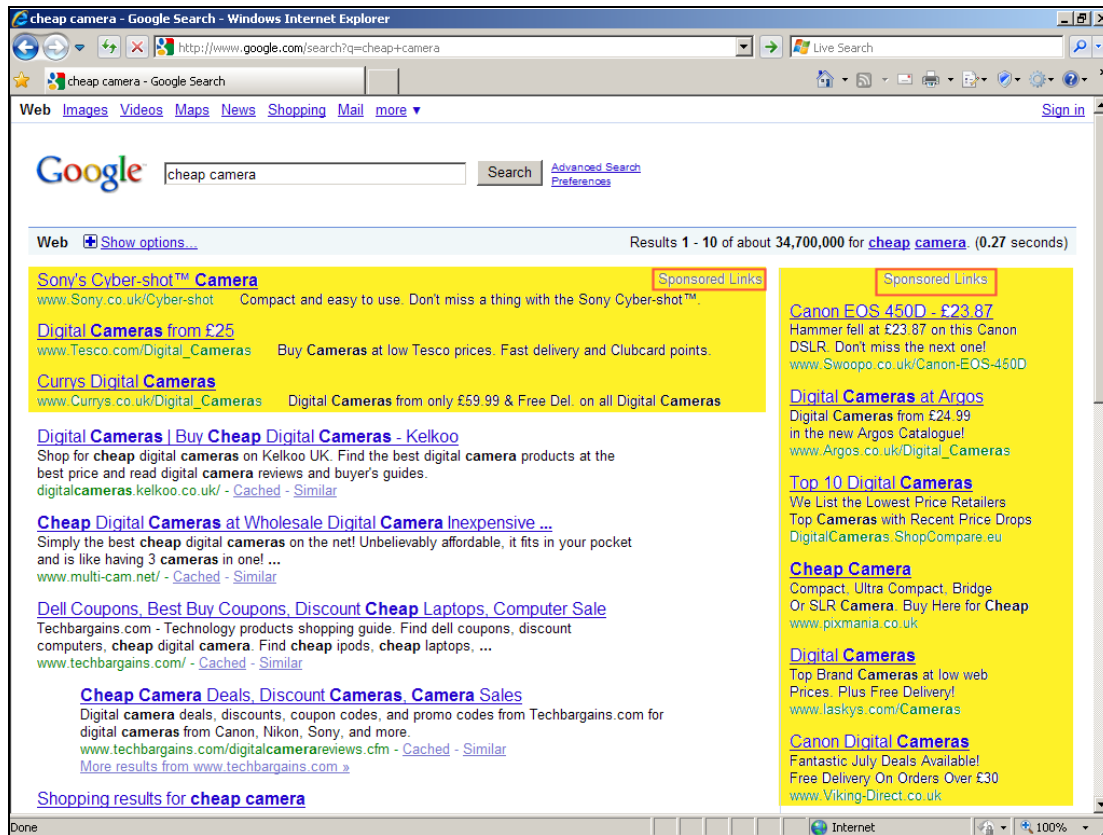 cheap camera - Google Search - Windows Internet Explorer
http://www.google.com/search?q=cheap+camera
Live Search
cheap camera - Google Search
Web Images Videos Maps News Shopping Mail more ▼
Sign in
Google
cheap camera
Search
Advanced Search
Preferences
Web Show options...
Results 1 - 10 of about 34,700,000 for cheap camera. (0.27 seconds)
Sony's Cyber-shot™ Camera
Sponsored Links
www.Sony.co.uk/Cyber-shot Compact and easy to use. Don't miss a thing with the Sony Cyber-shot™.
Digital Cameras from £25
www.Tesco.com/Digital_Cameras Buy Cameras at low Tesco prices. Fast delivery and Clubcard points.
Currys Digital Cameras
www.Currys.co.uk/Digital_Cameras Digital Cameras from only £59.99 & Free Del. on all Digital Cameras
Digital Cameras | Buy Cheap Digital Cameras - Kelkoo
Shop for cheap digital cameras on Kelkoo UK. Find the best digital camera products at the
best price and read digital camera reviews and buyer's guides.
digitalcameras.kelkoo.co.uk/ - Cached - Similar
Cheap Digital Cameras at Wholesale Digital Camera Inexpensive ...
Simply the best cheap digital cameras on the net! Unbelievably affordable, it fits in your pocket
and is like having 3 cameras in one! ...
www.multi-cam.net/ - Cached - Similar
Dell Coupons, Best Buy Coupons, Discount Cheap Laptops, Computer Sale
Techbargains.com - Technology products shopping guide. Find dell coupons, discount
computers, cheap digital camera. Find cheap ipods, cheap laptops, ...
www.techbargains.com/ - Cached - Similar
Cheap Camera Deals, Discount Cameras, Camera Sales
Digital camera deals, discounts, coupon codes, and promo codes from Techbargains.com for
digital cameras from Canon, Nikon, Sony, and more.
www.techbargains.com/digitalcamerareviews.cfm - Cached - Similar
More results from www.techbargains.com »
Shopping results for cheap camera
Sponsored Links
Canon EOS 450D - £23.87
Hammer fell at £23.87 on this Canon
DSLR. Don't miss the next one!
www.Swoopo.co.uk/Canon-EOS-450D
Digital Cameras at Argos
Digital Cameras from £24.99
in the new Argos Catalogue!
www.Argos.co.uk/Digital_Cameras
Top 10 Digital Cameras
We List the Lowest Price Retailers
Top Cameras with Recent Price Drops
DigitalCameras.ShopCompare.eu
Cheap Camera
Compact, Ultra Compact, Bridge
Or SLR Camera. Buy Here for Cheap
www.pixmania.co.uk
Digital Cameras
Top Brand Cameras at low web
Prices. Plus Free Delivery!
www.laskys.com/Cameras
Canon Digital Cameras
Fantastic July Deals Available!
Free Delivery On Orders Over £30
www.Viking-Direct.co.uk
Done
Internet
100%